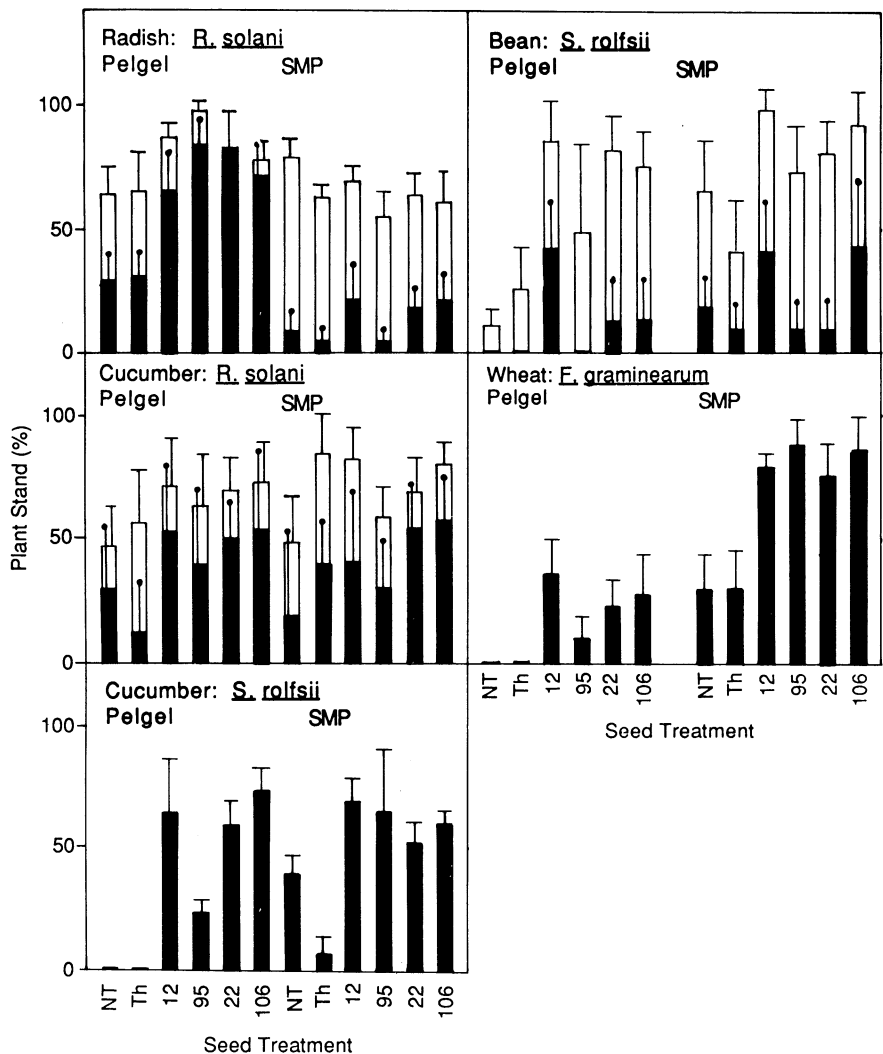 Radish: R. solani
Pelgel SMP
Bean: S. rolfsii
Pelgel SMP
100
50
0
Cucumber: R. solani
Pelgel SMP
Wheat: F. graminearum
Pelgel SMP
100
50
0
Plant Stand (%)
NT Th 12 95 22 106 NT Th 12 95 22 106
Seed Treatment
Cucumber: S. rolfsii
Pelgel SMP
100
50
0
NT Th 12 95 22 106 NT Th 12 95 22 106
Seed Treatment